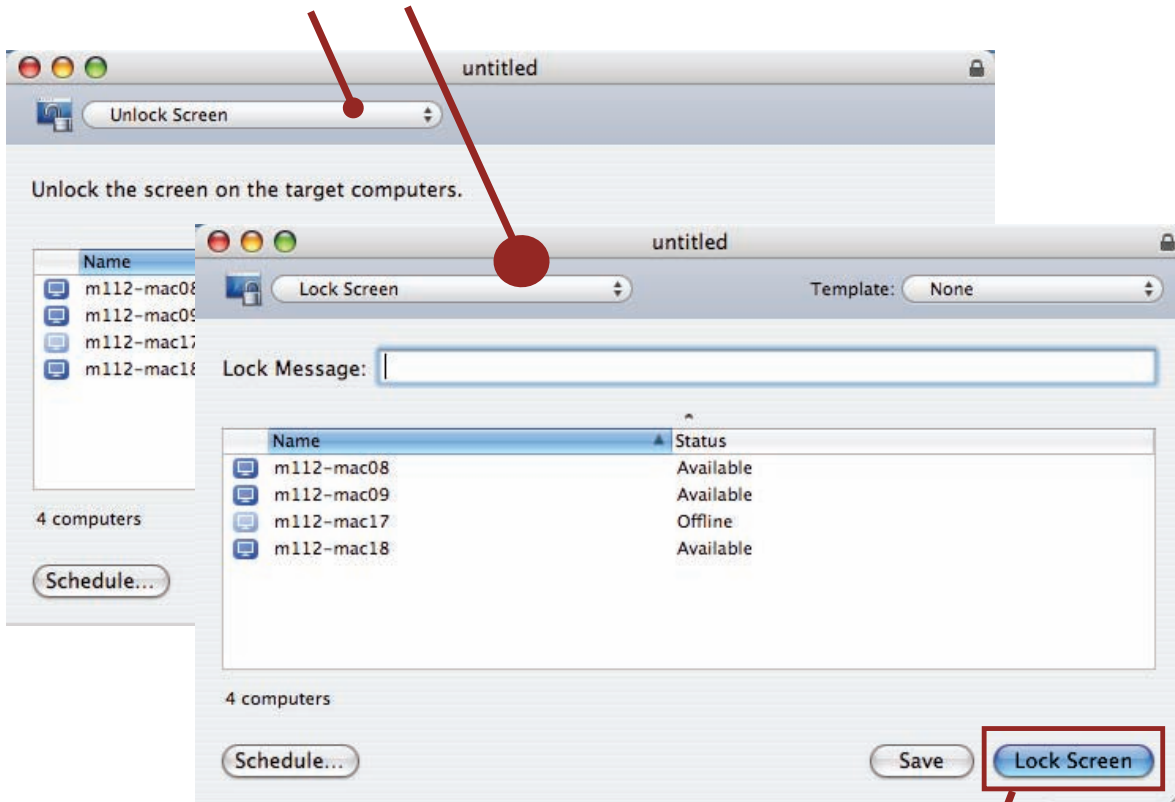 untitled
Unlock Screen
Unlock the screen on the target computers.
Name
m112-mac08
m112-mac09
m112-mac17
m112-mac18
4 computers
Schedule...
untitled
Lock Screen Template: None
Lock Message:
Name Status
m112-mac08 Available
m112-mac09 Available
m112-mac17 Offline
m112-mac18 Available
4 computers
Schedule... Save Lock Screen